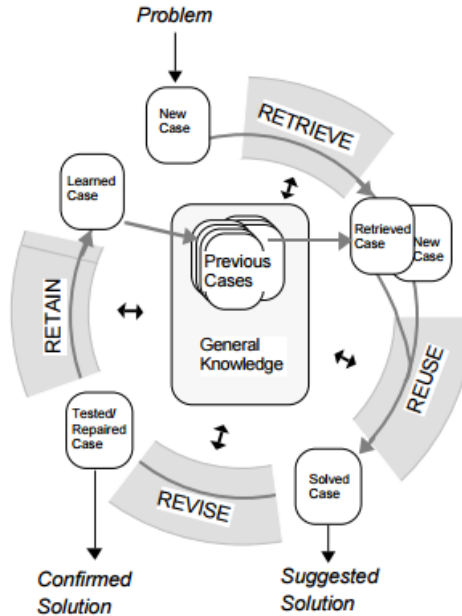 Problem
New
Case
RETRIEVE
Learned
Case
Retrieved
Case
New
Case
Previous
Cases
General
Knowledge
RETAIN
REUSE
Tested/
Repaired
Case
REVISE
Solved
Case
Confirmed
Solution
Suggested
Solution